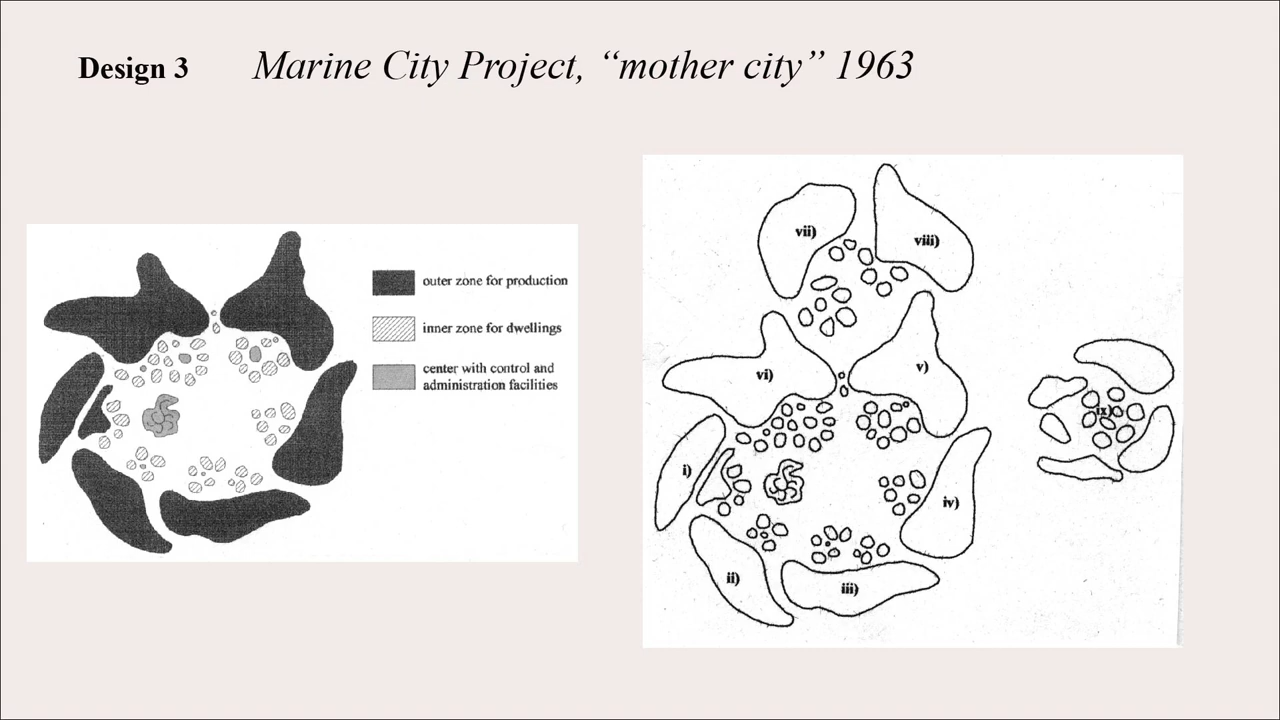 Design 3 Marine City Project, “mother city” 1963
outer zone for production
inner zone for dwellings
center with control and
administration facilities
vii)
viii)
vi)
v)
ix)
i)
iv)
ii)
iii)